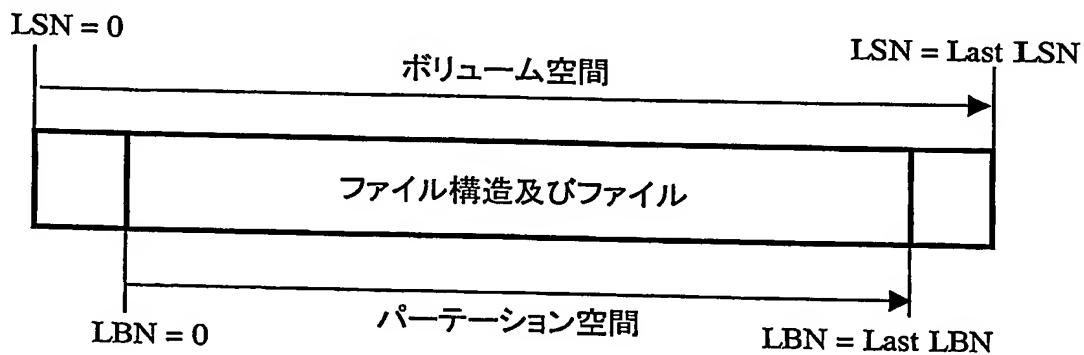 LSN = 0
LSN = Last LSN
ボリューム空間
ファイル構造及びファイル
パーテーション空間
LBN = 0
LBN = Last LBN